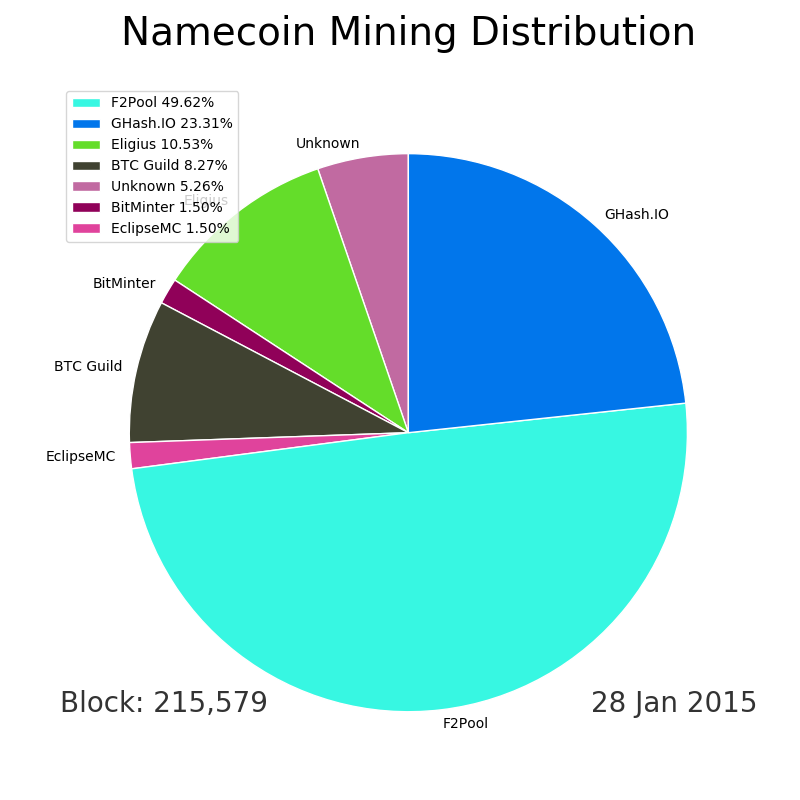 Namecoin Mining Distribution
F2Pool 49.62%
GHash.IO 23.31%
Eligius 10.53%
BTC Guild 8.27%
Unknown 5.26%
BitMinter 1.50%
EclipseMC 1.50%
Unknown
Eligius
GHash.IO
BitMinter
BTC Guild
EclipseMC
Block: 215,579
28 Jan 2015
F2Pool